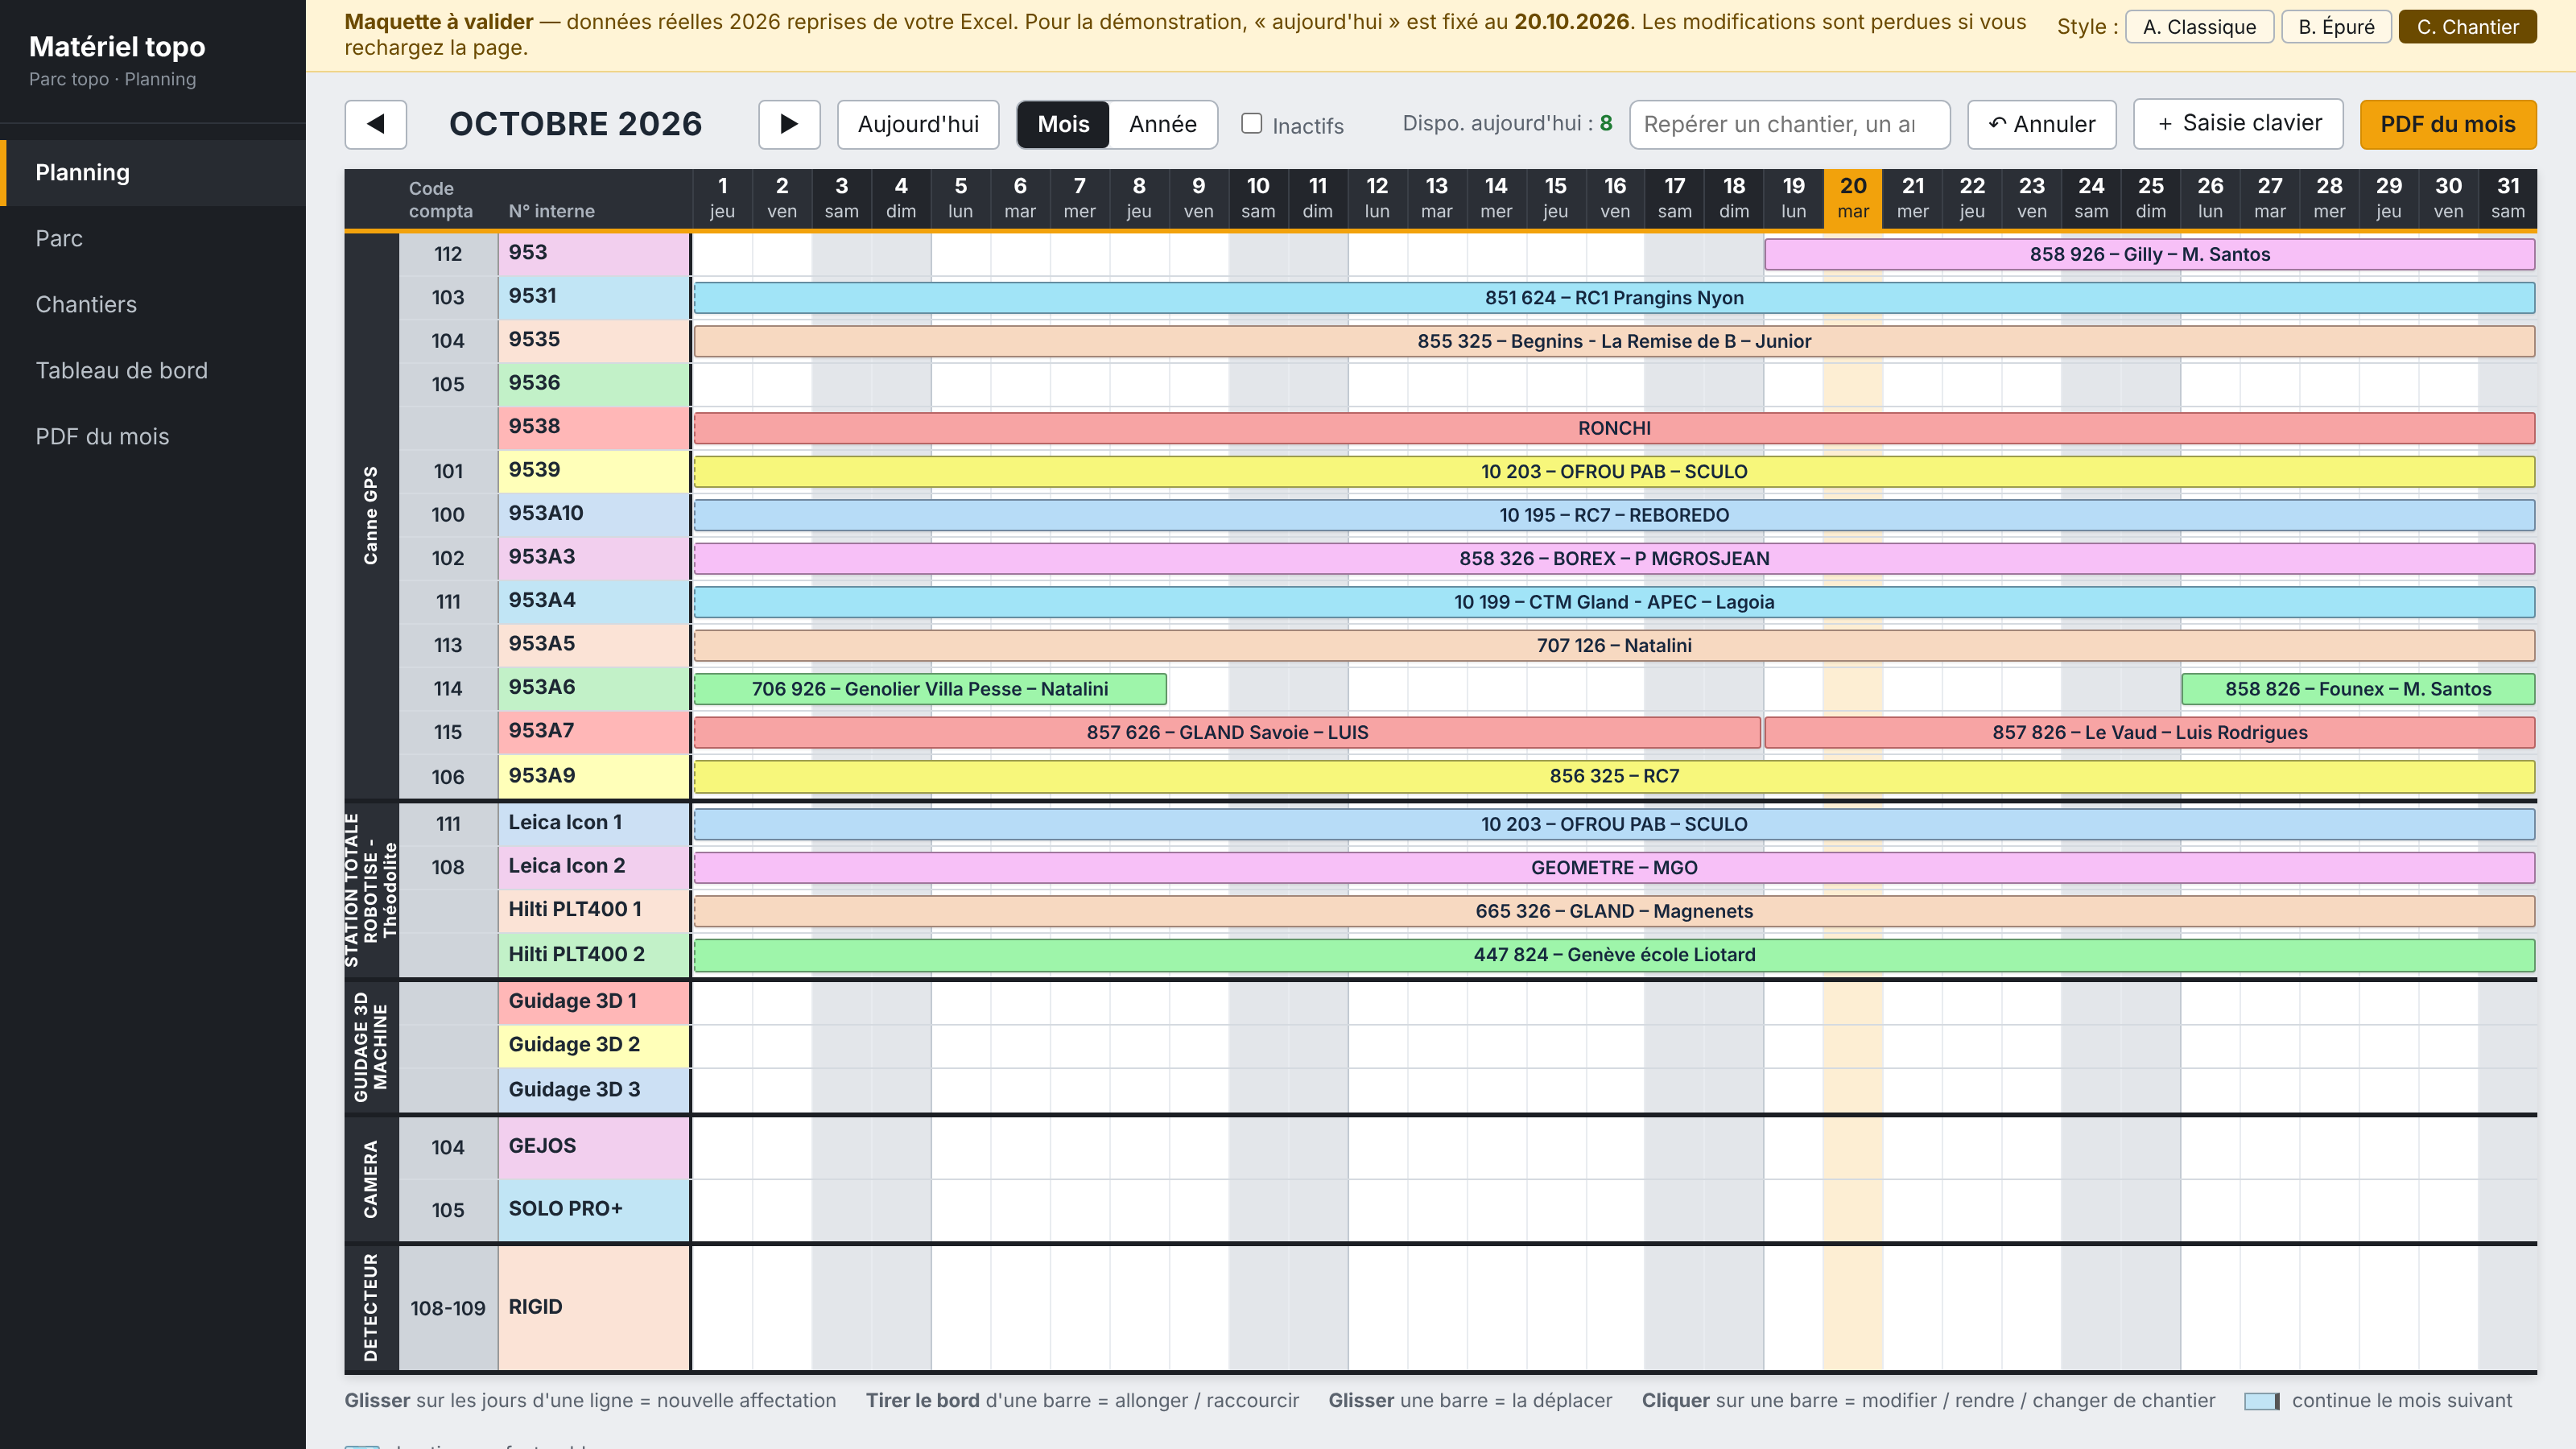 Matériel topo
Parc topo · Planning
Planning
Parc
Chantiers
Tableau de bord
PDF du mois
Maquette à valider — données réelles 2026 reprises de votre Excel. Pour la démonstration, « aujourd'hui » est fixé au 20.10.2026. Les modifications sont perdues si vous
rechargez la page.
Style : A. Classique B. Épuré C. Chantier
◀ OCTOBRE 2026 ▶ Aujourd'hui Mois Année Inactifs Dispo. aujourd'hui : 8 Repérer un chantier, un ↶ Annuler + Saisie clavier PDF du mois
Code
compta N° interne
1 2 3 4 5 6 7 8 9 10 11 12 13 14 15 16 17 18 19 20 21 22 23 24 25 26 27 28 29 30 31
jeu ven sam dim lun mar mer jeu ven sam dim lun mar mer jeu ven sam dim lun mar mer jeu ven sam dim lun mar mer jeu ven sam
Canne GPS
112 953 858 926 – Gilly – M. Santos
103 9531 851 624 – RC1 Prangins Nyon
104 9535 855 325 – Begnins - La Remise de B – Junior
105 9536
9538 RONCHI
101 9539 10 203 – OFROU PAB – SCULO
100 953A10 10 195 – RC7 – REBOREDO
102 953A3 858 326 – BOREX – P MGROSJEAN
111 953A4 10 199 – CTM Gland - APEC – Lagoia
113 953A5 707 126 – Natalini
114 953A6 706 926 – Genolier Villa Pesse – Natalini 858 826 – Founex – M. Santos
115 953A7 857 626 – GLAND Savoie – LUIS 857 826 – Le Vaud – Luis Rodrigues
106 953A9 856 325 – RC7
STATION TOTALE
ROBOTISE -
Théodolite
111 Leica Icon 1 10 203 – OFROU PAB – SCULO
108 Leica Icon 2 GEOMETRE – MGO
Hilti PLT400 1 665 326 – GLAND – Magnenets
Hilti PLT400 2 447 824 – Genève école Liotard
GUIDAGE 3D
MACHINE
Guidage 3D 1
Guidage 3D 2
Guidage 3D 3
CAMERA
104 GEJOS
105 SOLO PRO+
DETECTEUR
108-109 RIGID
Glisser sur les jours d'une ligne = nouvelle affectation Tirer le bord d'une barre = allonger / raccourcir Glisser une barre = la déplacer Cliquer sur une barre = modifier / rendre / changer de chantier continue le mois suivant